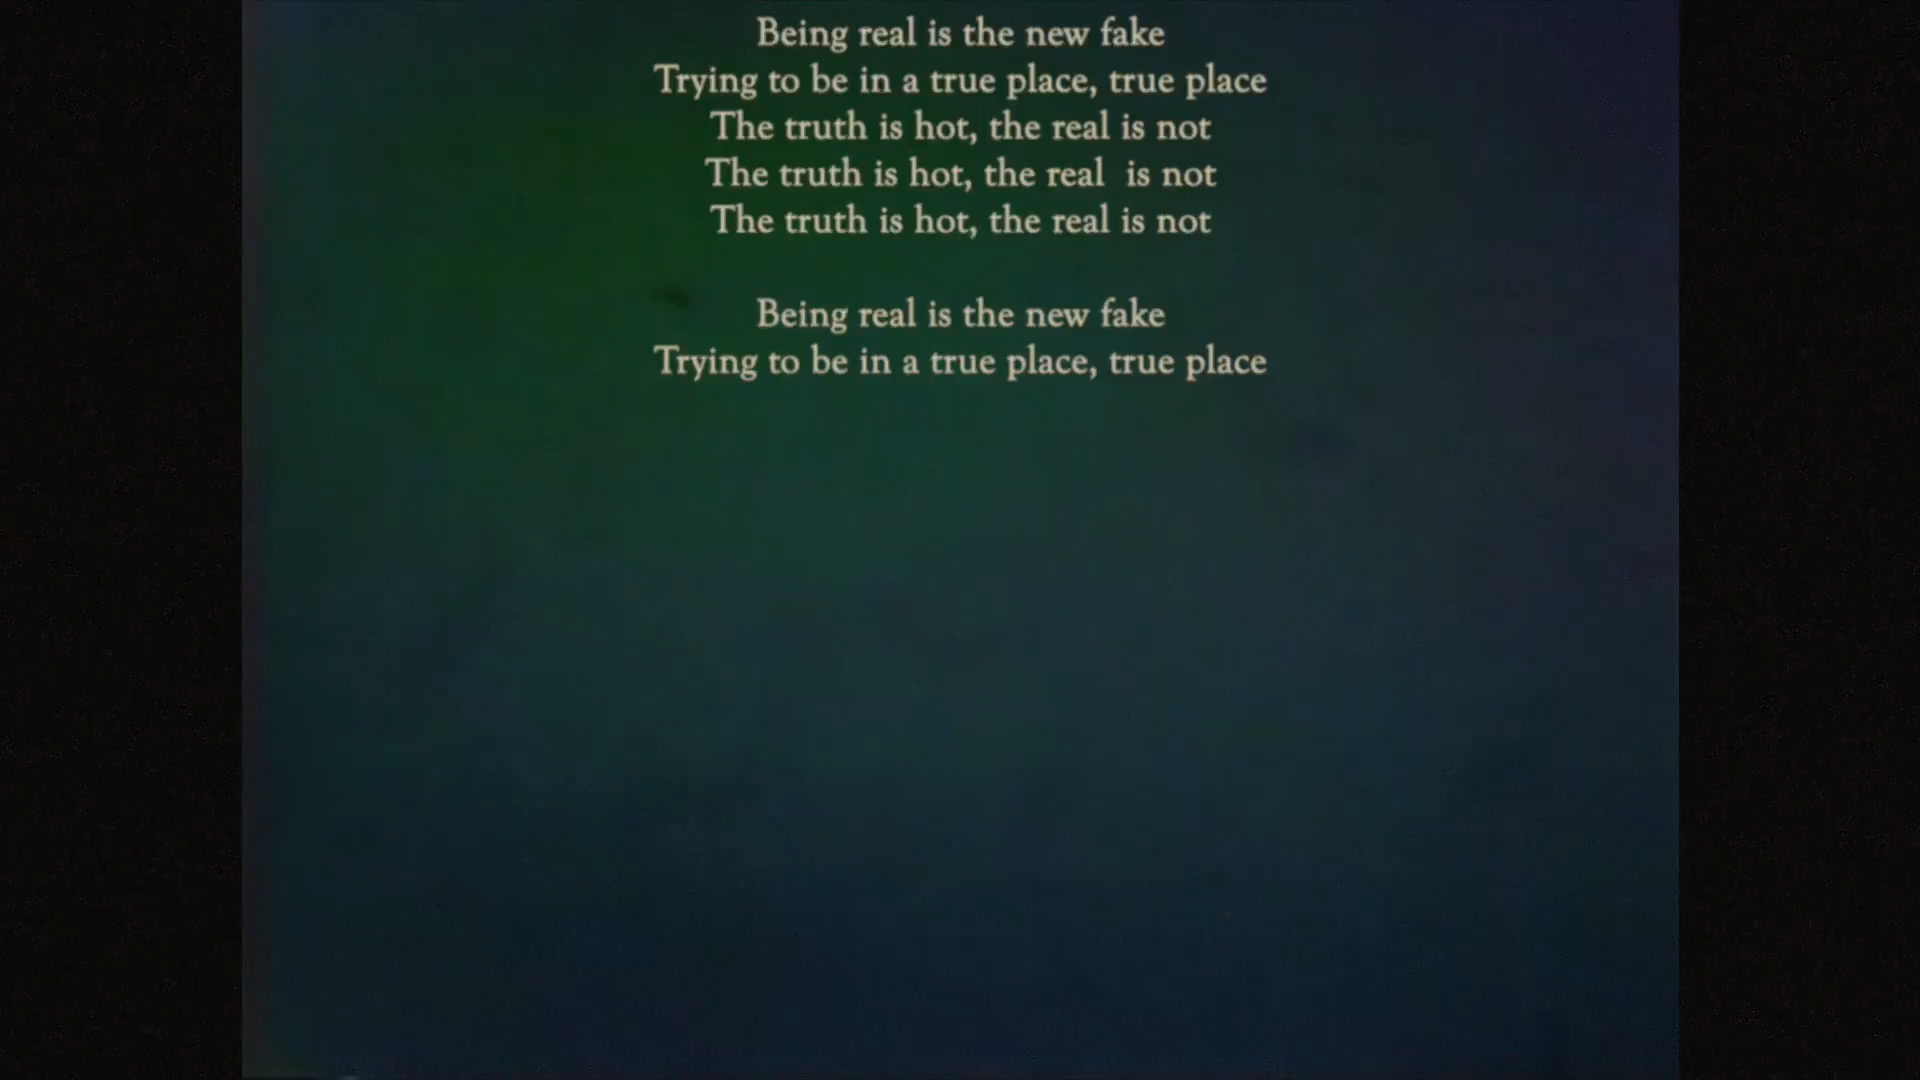 Being real is the new fake
Trying to be in a true place, true place
The truth is hot, the real is not
The truth is hot, the real  is not
The truth is hot, the real is not

Being real is the new fake
Trying to be in a true place, true place